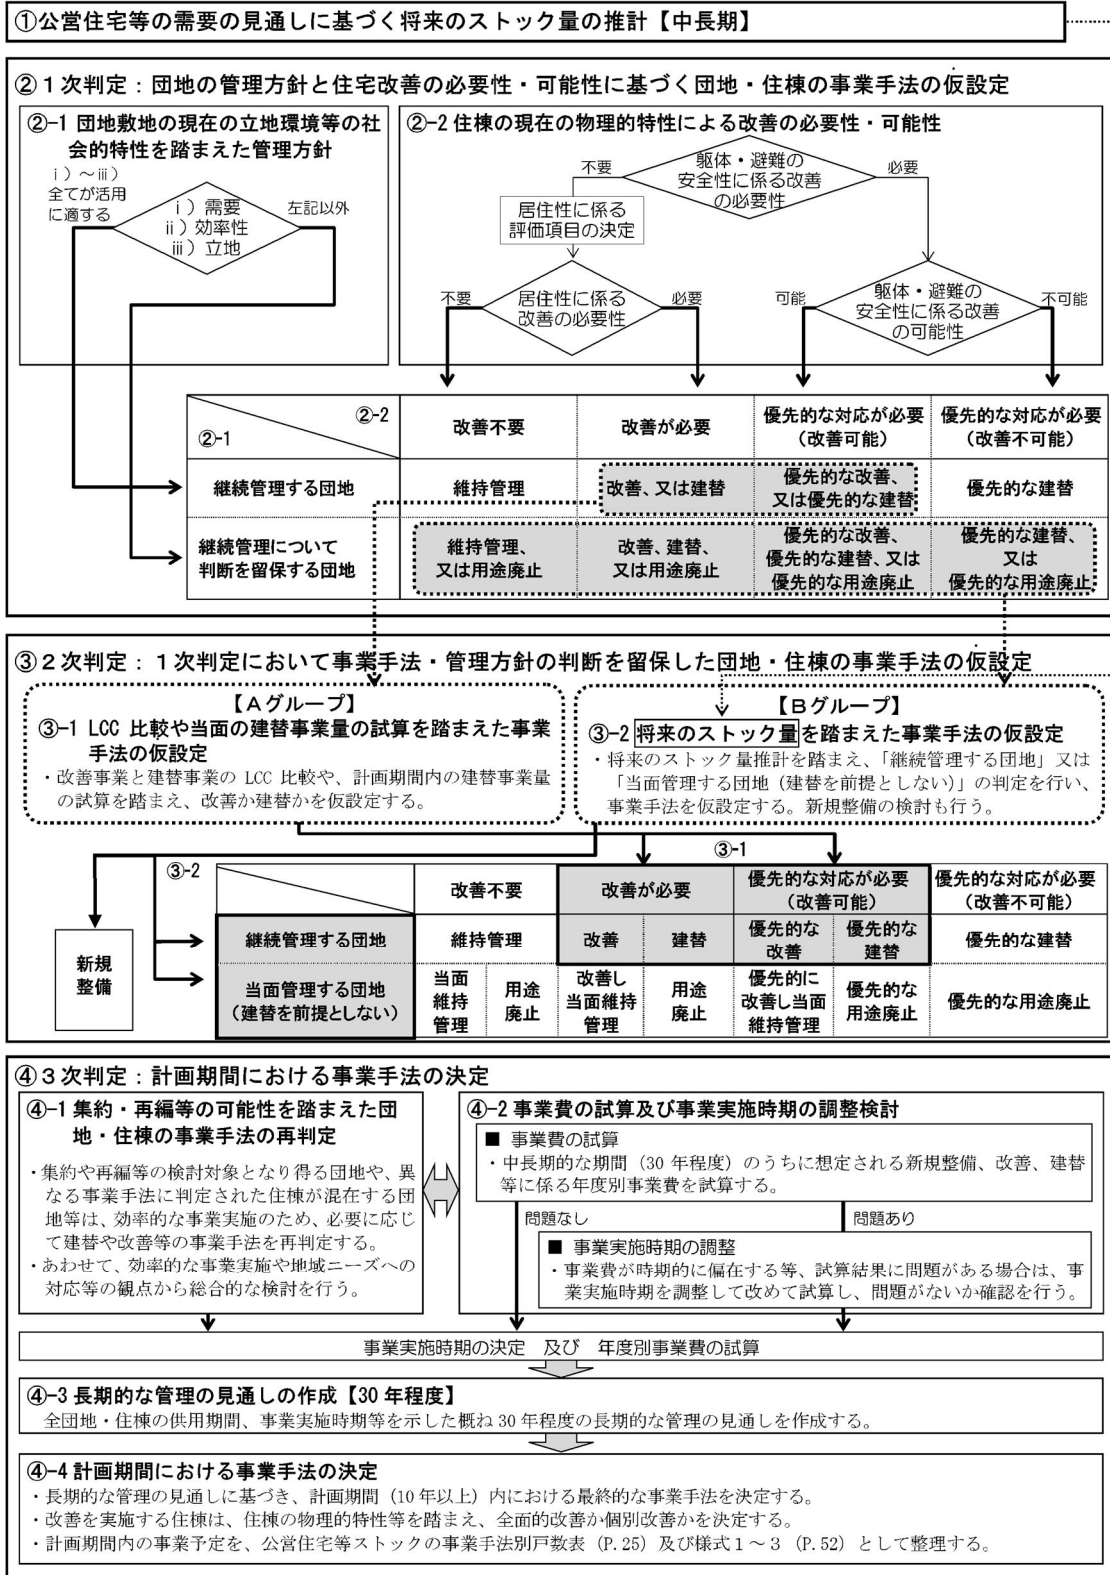 ①公営住宅等の需要の見通しに基づく将来のストック量の推計【中長期】
②１次判定：団地の管理方針と住宅改善の必要性・可能性に基づく団地・住棟の事業手法の仮設定
②-1 団地敷地の現在の立地環境等の社
会的特性を踏まえた管理方針
ⅰ）～ⅲ）
全てが活用
に適する
ⅰ）需要
ⅱ）効率性
ⅲ）立地
左記以外
②-2 住棟の現在の物理的特性による改善の必要性・可能性
不要
躯体・避難の
安全性に係る改善
の必要性
必要
居住性に係る
評価項目の決定
不要
居住性に係る
改善の必要性
必要
可能
躯体・避難の
安全性に係る改善
の可能性
不可能
②-2
②-1
改善不要
改善が必要
優先的な対応が必要
（改善可能）
優先的な対応が必要
（改善不可能）
継続管理する団地
維持管理
改善、又は建替
優先的な改善、
又は優先的な建替
優先的な建替
継続管理について
判断を留保する団地
維持管理、
又は用途廃止
改善、建替、
又は用途廃止
優先的な改善、
優先的な建替、又は
優先的な用途廃止
優先的な建替、
又は
優先的な用途廃止
③２次判定：１次判定において事業手法・管理方針の判断を留保した団地・住棟の事業手法の仮設定
【Ａグループ】
③-1 LCC 比較や当面の建替事業量の試算を踏まえた事業
手法の仮設定
・改善事業と建替事業の LCC 比較や、計画期間内の建替事業量
の試算を踏まえ、改善か建替かを仮設定する。
【Ｂグループ】
③-2 将来のストック量を踏まえた事業手法の仮設定
・将来のストック量推計を踏まえ、「継続管理する団地」又は
「当面管理する団地（建替を前提としない）」の判定を行い、
事業手法を仮設定する。新規整備の検討も行う。
③-2
③-1
新規
整備
改善不要
改善が必要
優先的な対応が必要
（改善可能）
優先的な対応が必要
（改善不可能）
継続管理する団地
維持管理
改善
建替
優先的な
改善
優先的な
建替
優先的な建替
当面管理する団地
（建替を前提としない）
当面
維持
管理
用途
廃止
改善し
当面維持
管理
用途
廃止
優先的に
改善し当面
維持管理
優先的な
用途廃止
優先的な用途廃止
④３次判定：計画期間における事業手法の決定
④-1 集約・再編等の可能性を踏まえた団
地・住棟の事業手法の再判定
・集約や再編等の検討対象となり得る団地や、異
なる事業手法に判定された住棟が混在する団
地等は、効率的な事業実施のため、必要に応じ
て建替や改善等の事業手法を再判定する。
・あわせて、効率的な事業実施や地域ニーズへの
対応等の観点から総合的な検討を行う。
④-2 事業費の試算及び事業実施時期の調整検討
■ 事業費の試算
・中長期的な期間（30 年程度）のうちに想定される新規整備、改善、建替
等に係る年度別事業費を試算する。
問題なし
問題あり
■ 事業実施時期の調整
・事業費が時期的に偏在する等、試算結果に問題がある場合は、事
業実施時期を調整して改めて試算し、問題がないか確認を行う。
事業実施時期の決定　及び　年度別事業費の試算
④-3 長期的な管理の見通しの作成【30 年程度】
全団地・住棟の供用期間、事業実施時期等を示した概ね 30 年程度の長期的な管理の見通しを作成する。
④-4 計画期間における事業手法の決定
・長期的な管理の見通しに基づき、計画期間（10 年以上）内における最終的な事業手法を決定する。
・改善を実施する住棟は、住棟の物理的特性等を踏まえ、全面的改善か個別改善かを決定する。
・計画期間内の事業予定を、公営住宅等ストックの事業手法別戸数表（P.25）及び様式１～３（P.52）として整理する。